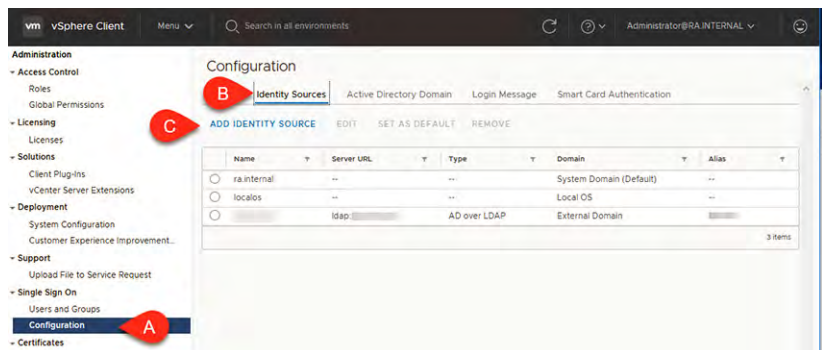 vm vSphere Client Menu Search in all environments Administrator@RA.INTERNAL
Administration
Access Control
Roles
Global Permissions
Licensing
Licenses
Solutions
Client Plug-Ins
vCenter Server Extensions
Deployment
System Configuration
Customer Experience Improvement...
Support
Upload File to Service Request
Single Sign On
Users and Groups
Configuration
A
Certificates
Configuration
B
Identity Sources Active Directory Domain Login Message Smart Card Authentication
C
ADD IDENTITY SOURCE EDIT SET AS DEFAULT REMOVE
Name Server URL Type Domain Alias
ra.internal -- -- System Domain (Default) --
localos -- -- Local OS --
ldap: AD over LDAP External Domain
3 items